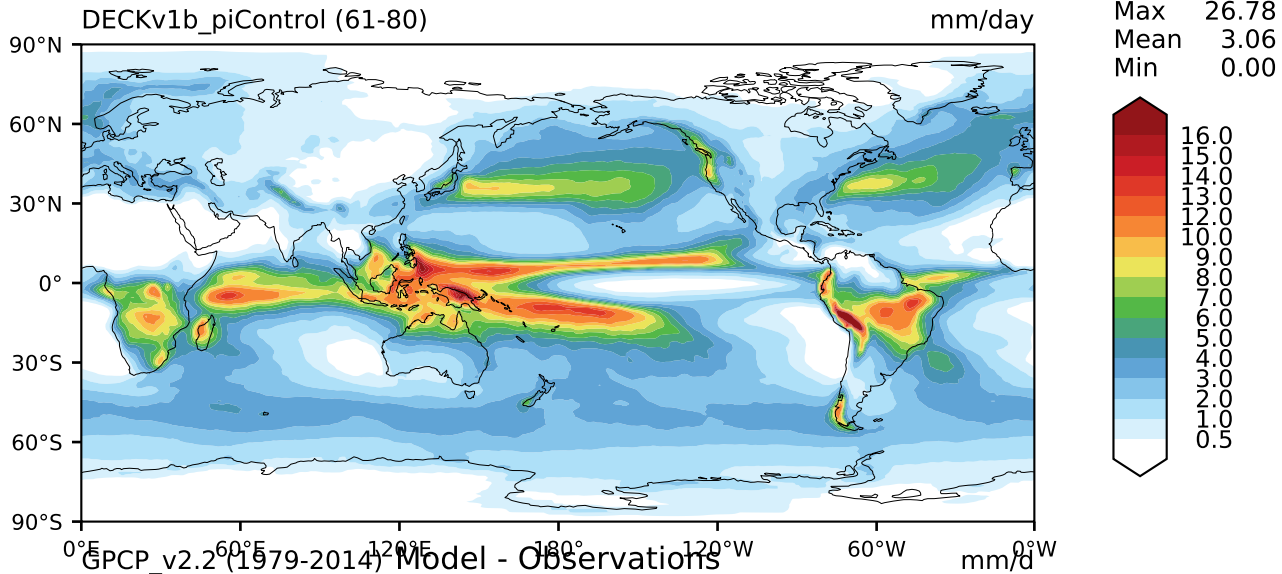 DECKv1b_piControl (61-80)
mm/day
Max 26.78
Mean 3.06
Min 0.00
90°N
60°N
30°N
0°
30°S
60°S
90°S
0°E 60°E 120°E 180° 120°W 60°W 0°W
16.0
15.0
14.0
13.0
12.0
10.0
9.0
8.0
7.0
6.0
5.0
4.0
3.0
2.0
1.0
0.5
GPCP_v2.2 (1979-2014) Model - Observations mm/d